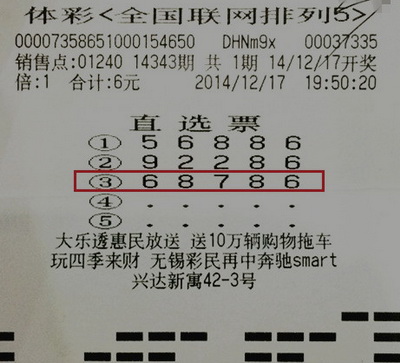 体彩<全国联网排列5>
00007358651000154650 DHNm9x 00037335
销售点:01240 14343期 共1期 14/12/17开奖
倍:1 合计:6元 2014/12/17 19:50:20
直选票
① 5 6 8 8 6
② 9 2 2 8 6
③ 6 8 7 8 6
④ . . . . .
⑤ . . . . .
大乐透惠民放送 送10万辆购物拖车
玩四季来财 无锡彩民再中奔驰smart
兴达新寓42-3号